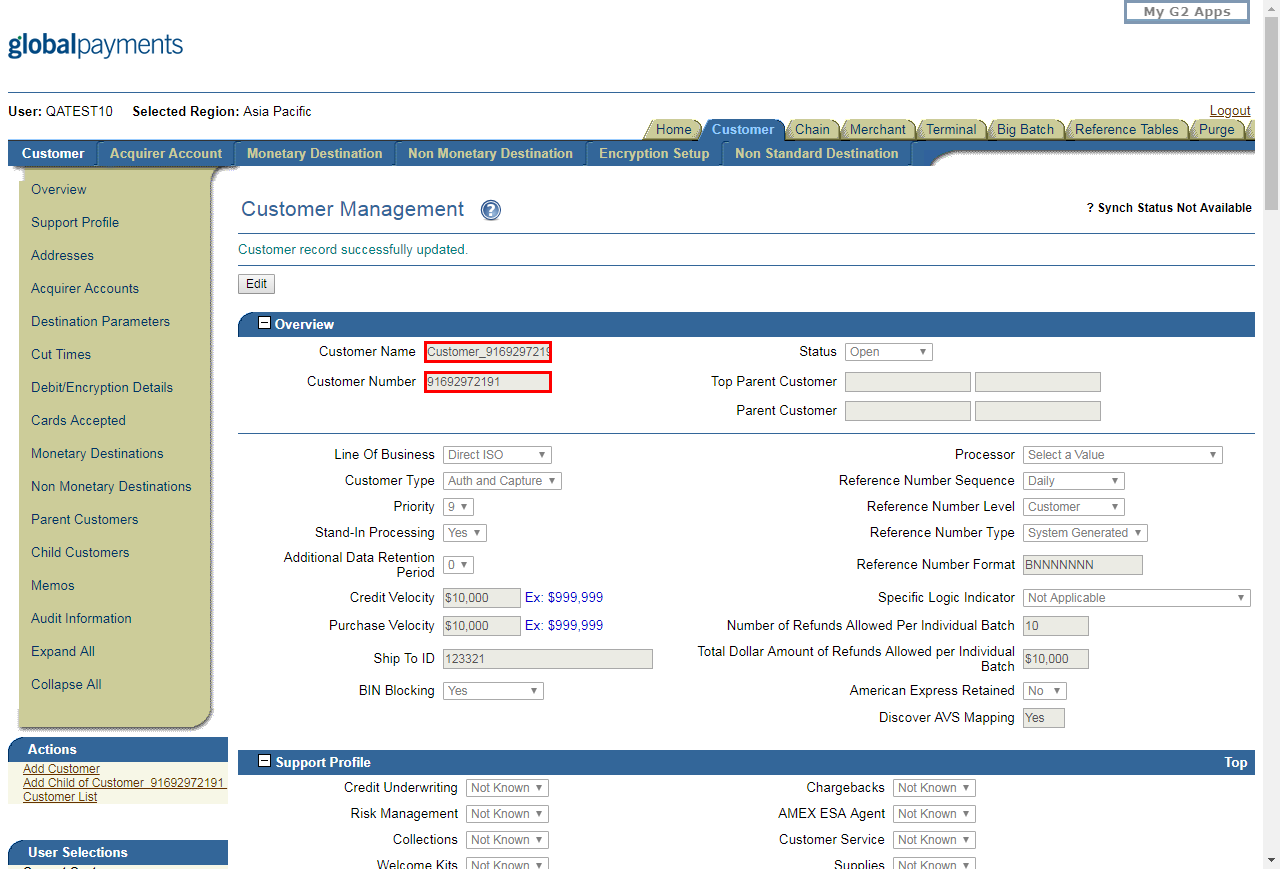 My G2 Apps
globalpayments
User: QATEST10 Selected Region: Asia Pacific
Logout
Home Customer Chain Merchant Terminal Big Batch Reference Tables Purge
Customer Acquirer Account Monetary Destination Non Monetary Destination Encryption Setup Non Standard Destination
Overview
Support Profile
Addresses
Acquirer Accounts
Destination Parameters
Cut Times
Debit/Encryption Details
Cards Accepted
Monetary Destinations
Non Monetary Destinations
Parent Customers
Child Customers
Memos
Audit Information
Expand All
Collapse All
Actions
Add Customer
Add Child of Customer_91692972191
Customer List
User Selections
Customer Management ?
? Synch Status Not Available
Customer record successfully updated.
Edit
Overview
Customer Name Customer_9169297219 Status Open
Customer Number 91692972191 Top Parent Customer
Parent Customer
Line Of Business Direct ISO Processor Select a Value
Customer Type Auth and Capture Reference Number Sequence Daily
Priority 9 Reference Number Level Customer
Stand-In Processing Yes Reference Number Type System Generated
Additional Data Retention
Period 0 Reference Number Format BNNNNNNN
Credit Velocity $10,000 Ex: $999,999 Specific Logic Indicator Not Applicable
Purchase Velocity $10,000 Ex: $999,999 Number of Refunds Allowed Per Individual Batch 10
Ship To ID 123321 Total Dollar Amount of Refunds Allowed per Individual
Batch $10,000
BIN Blocking Yes American Express Retained No
Discover AVS Mapping Yes
Support Profile Top
Credit Underwriting Not Known Chargebacks Not Known
Risk Management Not Known AMEX ESA Agent Not Known
Collections Not Known Customer Service Not Known
Welcome Kits Not Known Supplies Not Known